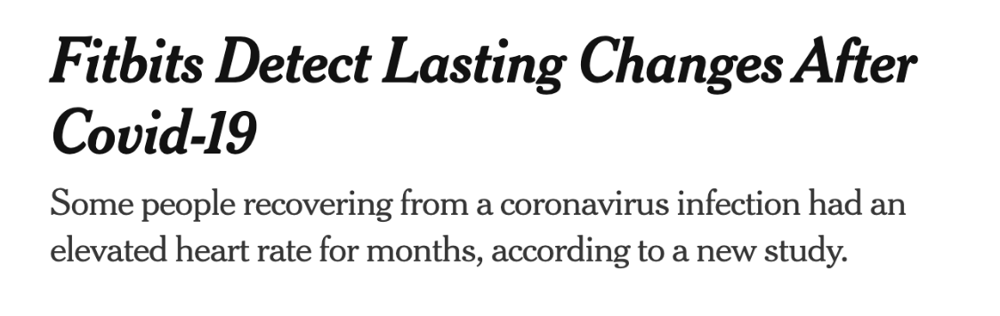 Fitbits Detect Lasting Changes After
Covid-19
Some people recovering from a coronavirus infection had an
elevated heart rate for months, according to a new study.